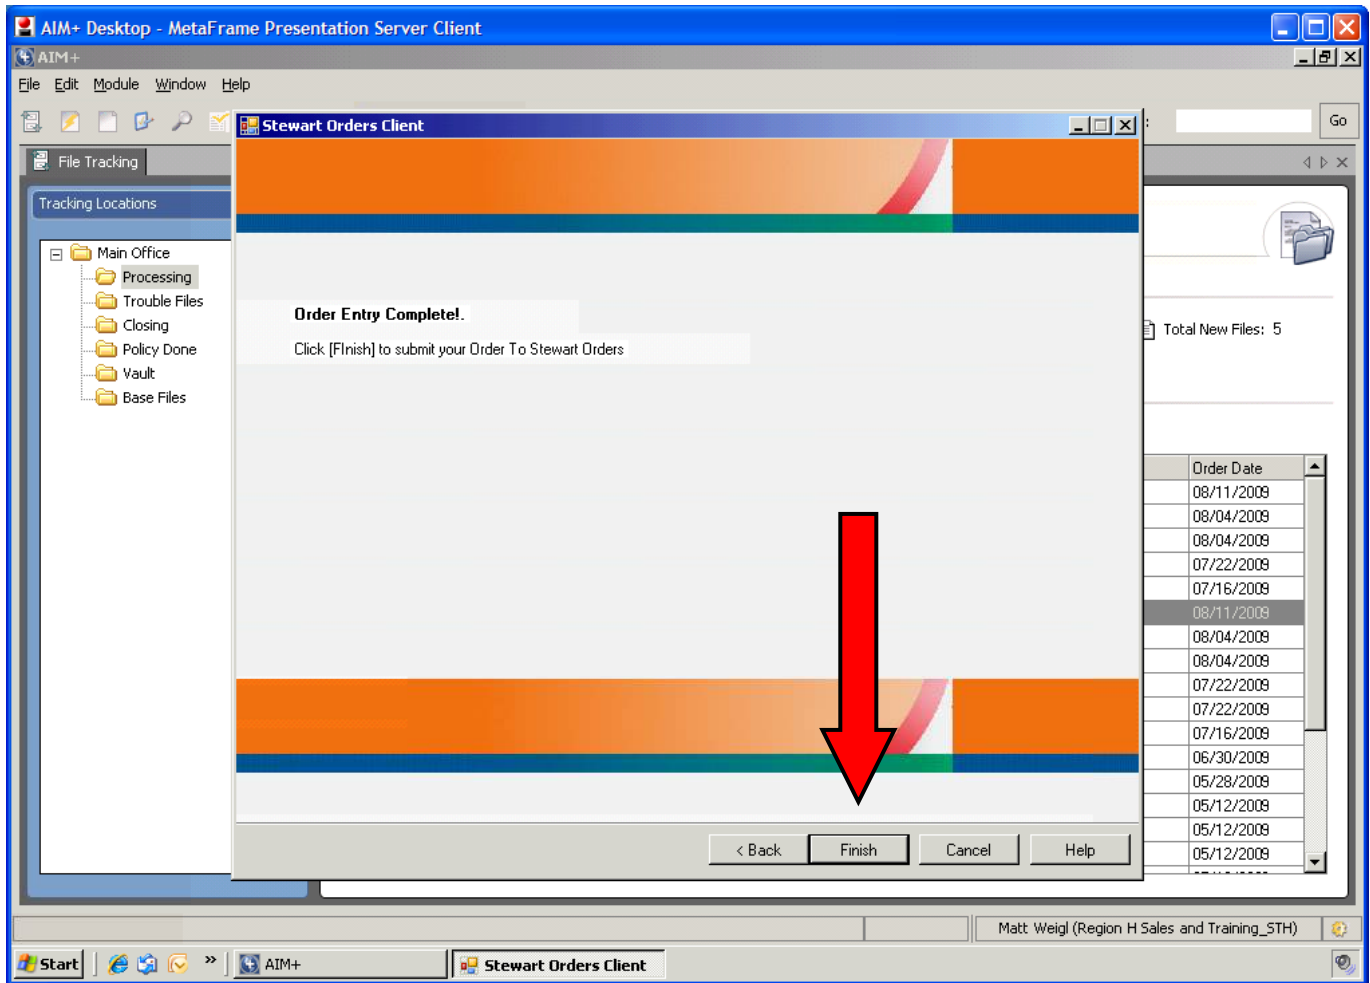 AIM+ Desktop - MetaFrame Presentation Server Client
AIM+
File Edit Module Window Help
Stewart Orders Client
:
Go
File Tracking
Tracking Locations
Main Office
Processing
Trouble Files
Closing
Policy Done
Vault
Base Files
Order Entry Complete!.
Click [FInish] to submit your Order To Stewart Orders
Total New Files: 5
Order Date
08/11/2009
08/04/2009
08/04/2009
07/22/2009
07/16/2009
08/11/2009
08/04/2009
08/04/2009
07/22/2009
07/22/2009
07/16/2009
06/30/2009
05/28/2009
05/12/2009
05/12/2009
05/12/2009
< Back Finish Cancel Help
Matt Weigl (Region H Sales and Training_STH)
Start » AIM+ Stewart Orders Client